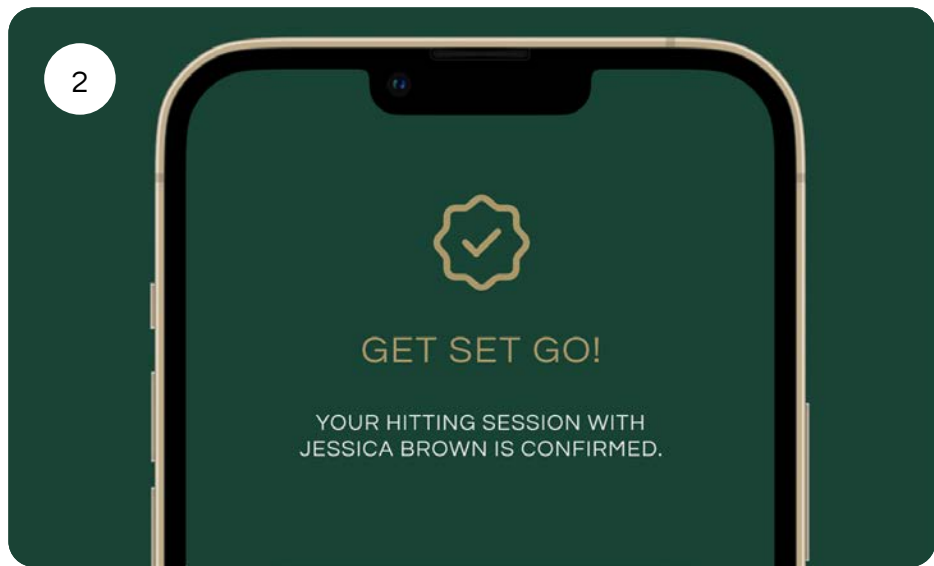 2
GET SET GO!
YOUR HITTING SESSION WITH
JESSICA BROWN IS CONFIRMED.